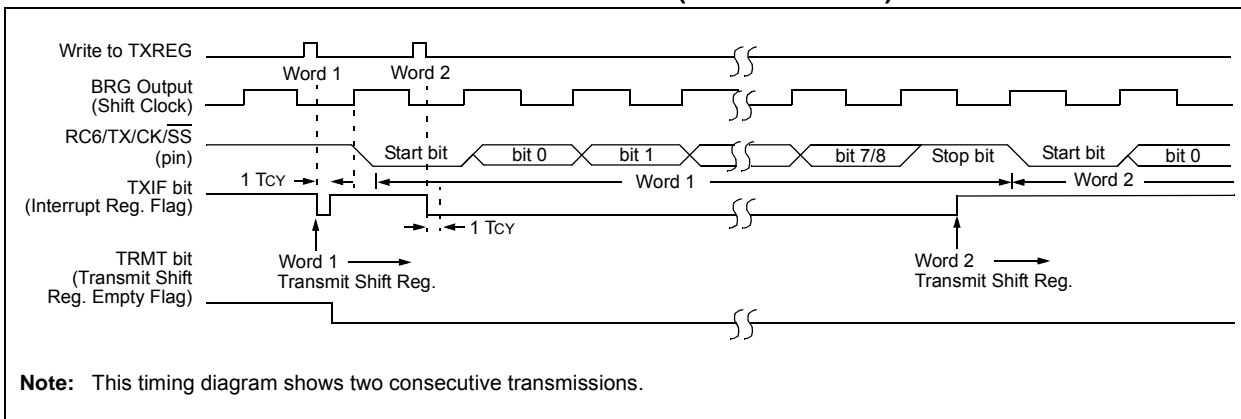 Write to TXREG
Word 1
Word 2
BRG Output
(Shift Clock)
RC6/TX/CK/SS
(pin)
Start bit
bit 0
bit 1
bit 7/8
Stop bit
Start bit
bit 0
1 TCY
Word 1
Word 2
TXIF bit
(Interrupt Reg. Flag)
1 TCY
TRMT bit
(Transmit Shift
Reg. Empty Flag)
Word 1
Transmit Shift Reg.
Word 2
Transmit Shift Reg.
Note: This timing diagram shows two consecutive transmissions.